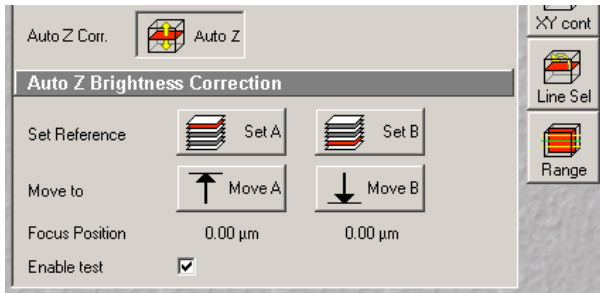 XY cont
Auto Z Corr. Auto Z
Auto Z Brightness Correction
Line Sel
Set Reference Set A Set B
Range
Move to Move A Move B
Focus Position 0.00 µm 0.00 µm
Enable test